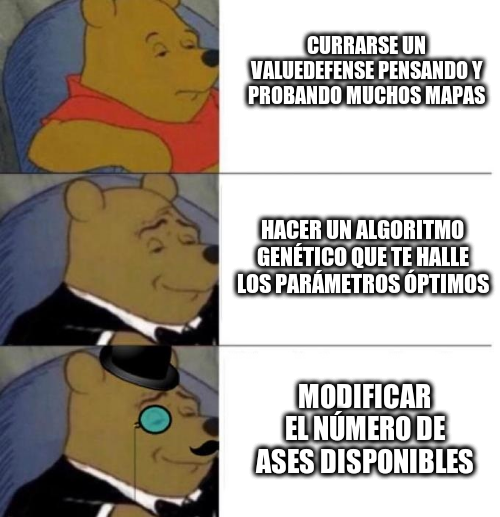 CURRARSE UN
VALUEDEFENSE PENSANDO Y
PROBANDO MUCHOS MAPAS
HACER UN ALGORITMO
GENÉTICO QUE TE HALLE
LOS PARÁMETROS ÓPTIMOS
MODIFICAR
EL NÚMERO DE
ASES DISPONIBLES